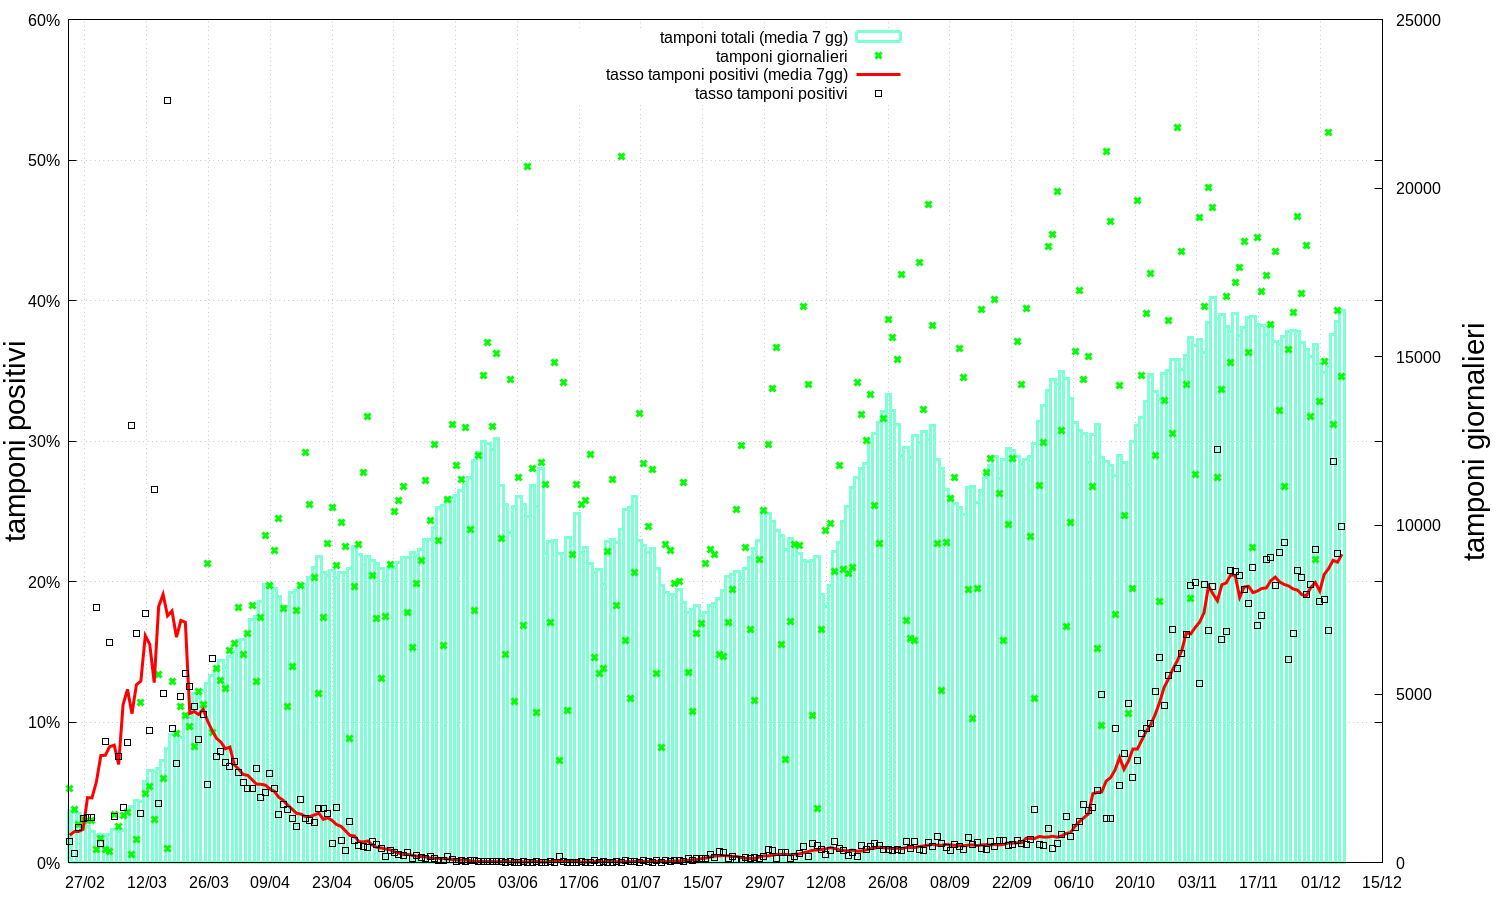 60%
50%
40%
30%
20%
10%
0%
tamponi positivi
tamponi totali (media 7 gg)
tamponi giornalieri
tasso tamponi positivi (media 7gg)
tasso tamponi positivi
25000
20000
15000
10000
5000
0
tamponi giornalieri
27/02 12/03 26/03 09/04 23/04 06/05 20/05 03/06 17/06 01/07 15/07 29/07 12/08 26/08 08/09 22/09 06/10 20/10 03/11 17/11 01/12 15/12